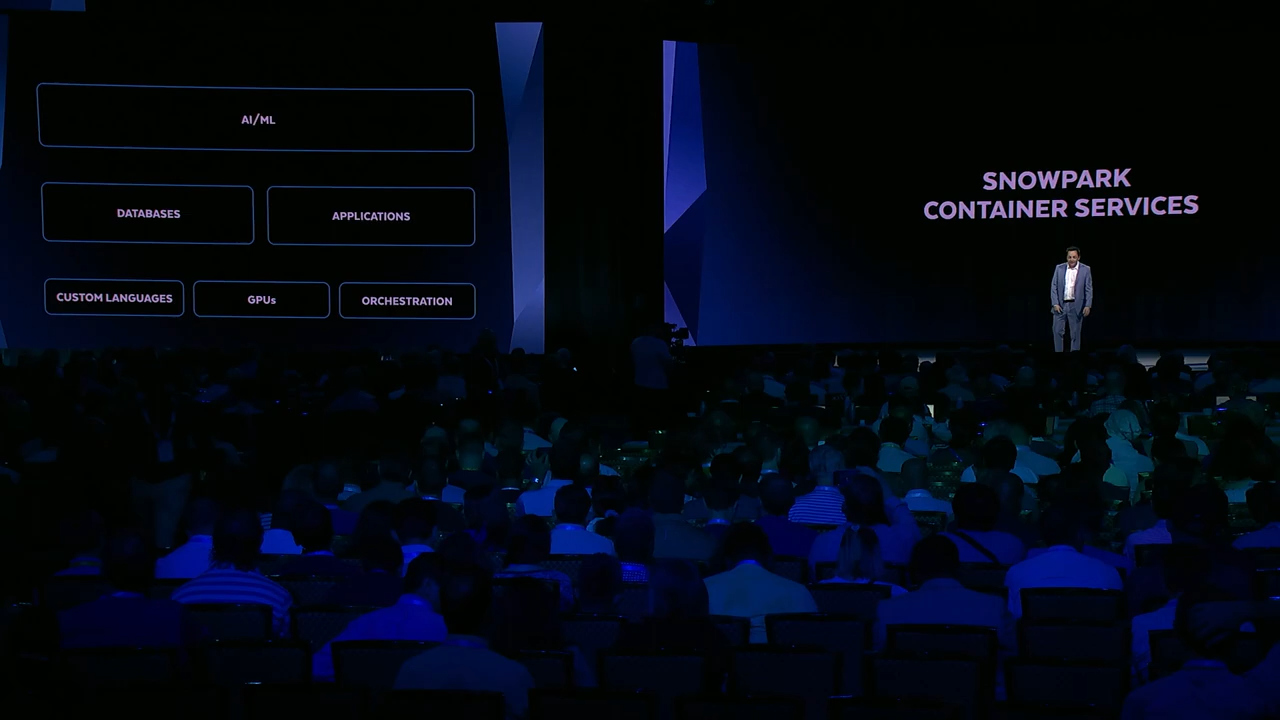 AI/ML
DATABASES
APPLICATIONS
CUSTOM LANGUAGES
GPUs
ORCHESTRATION
SNOWPARK
CONTAINER SERVICES